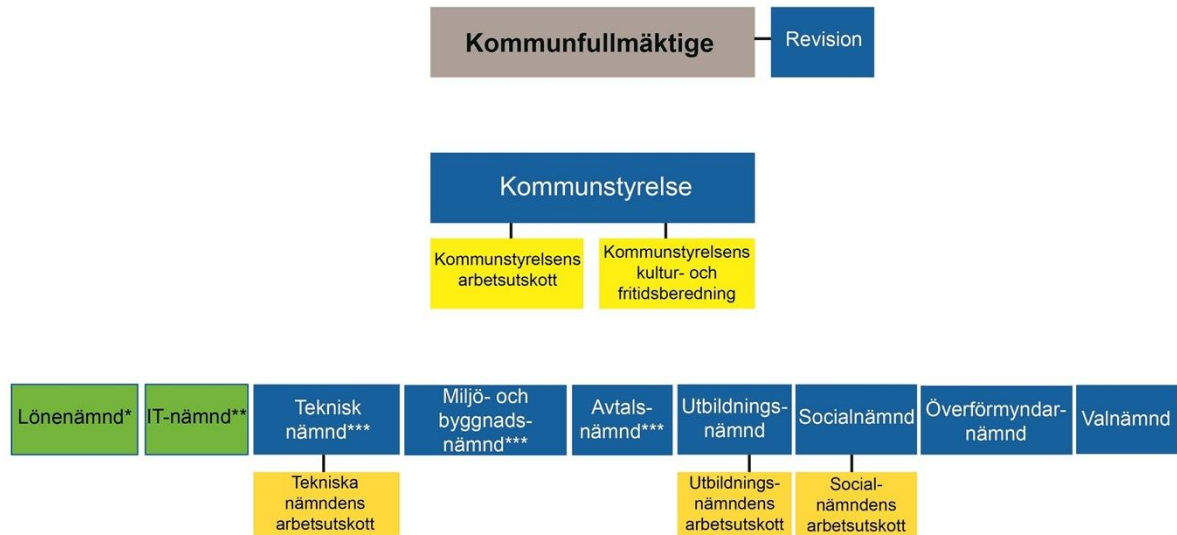 Kommunfullmäktige
Revision
Kommunstyrelse
Kommunstyrelsens
arbetsutskott
Kommunstyrelsens
kultur- och
fritidsberedning
Lönenämnd*
IT-nämnd**
Teknisk
nämnd***
Miljö- och
byggnads-
nämnd***
Avtals-
nämnd***
Utbildnings-
nämnd
Socialnämnd
Överförmyndar-
nämnd
Valnämnd
Tekniska
nämndens
arbetsutskott
Utbildnings-
nämndens
arbetsutskott
Social-
nämndens
arbetsutskott